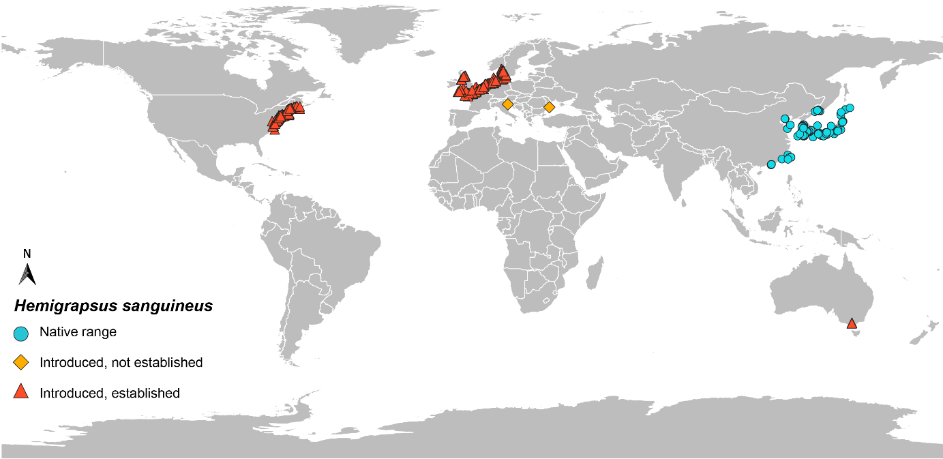 N
Hemigrapsus sanguineus
Native range
Introduced, not established
Introduced, established